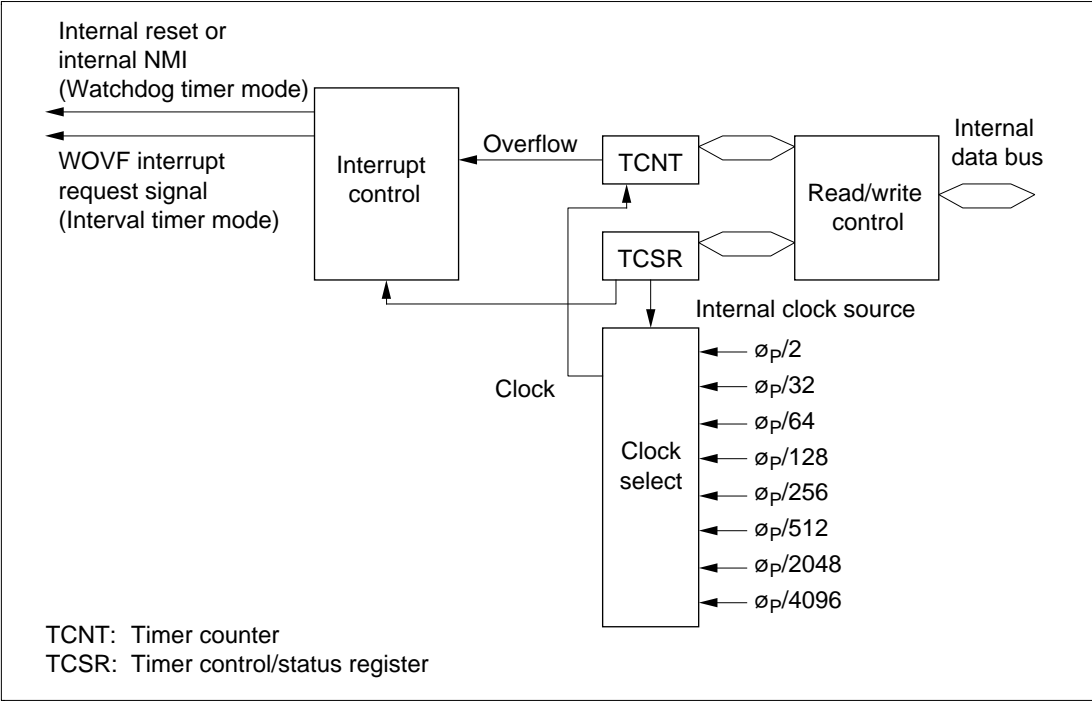 Internal reset or
internal NMI
(Watchdog timer mode)
WOVF interrupt
request signal
(Interval timer mode)
Interrupt
control
Overflow
TCNT
TCSR
Read/write
control
Internal
data bus
Internal clock source
Clock
Clock
select
øP/2
øP/32
øP/64
øP/128
øP/256
øP/512
øP/2048
øP/4096
TCNT: Timer counter
TCSR: Timer control/status register